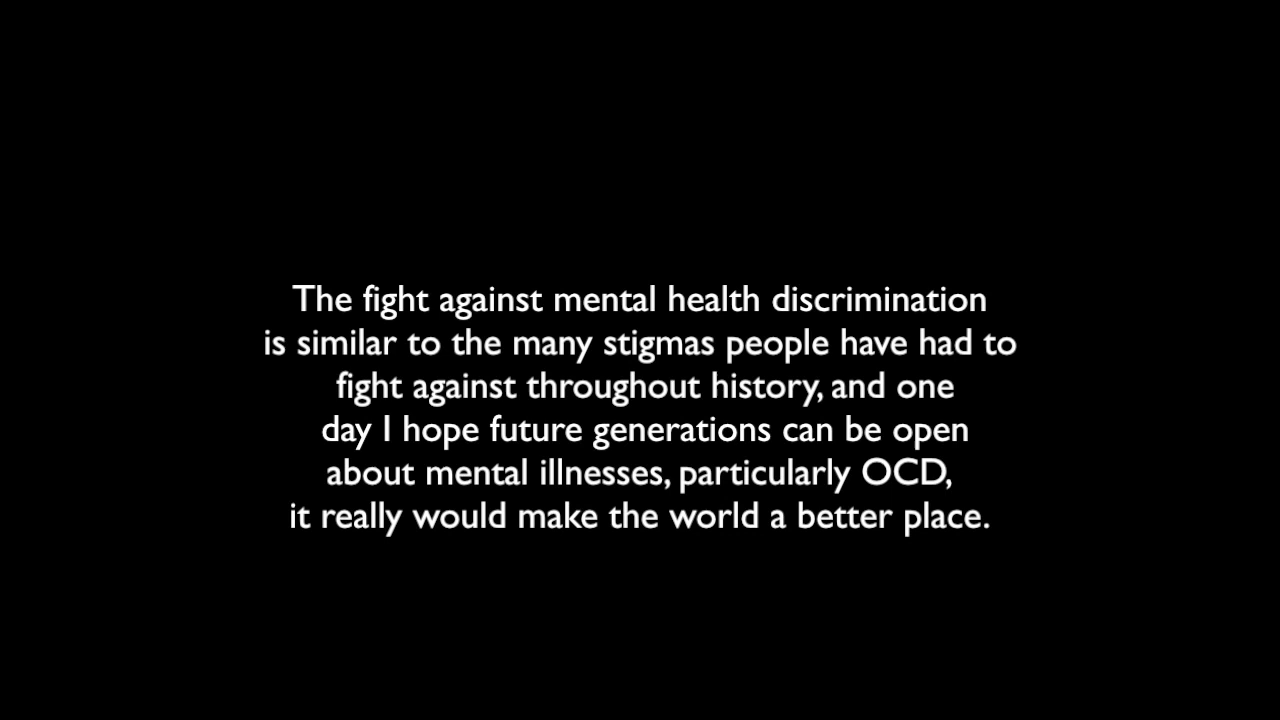 The fight against mental health discrimination
is similar to the many stigmas people have had to
fight against throughout history, and one
day I hope future generations can be open
about mental illnesses, particularly OCD,
it really would make the world a better place.